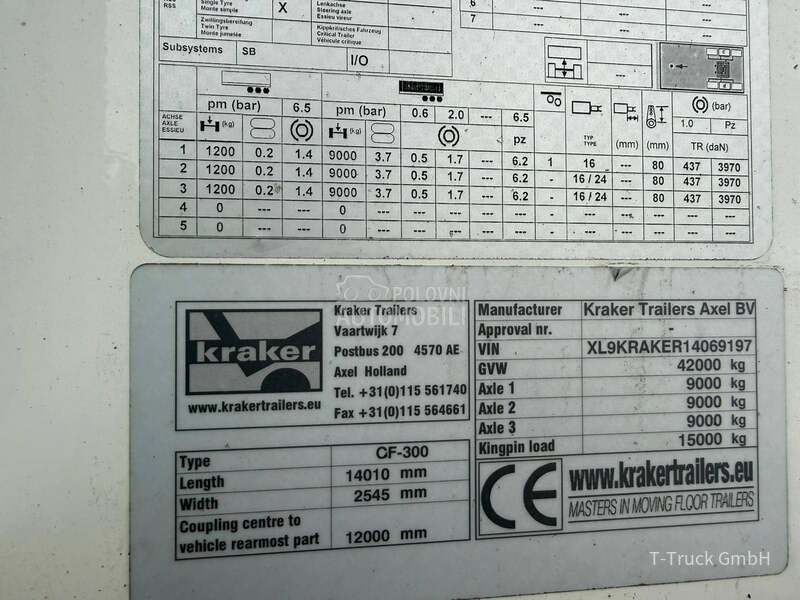 RSS
Single Tyre
Monte simple
X
Lenkachse
Steering axle
Essieu vireur
6
---
---
---
---
7
---
---
---
---
Zwillingsbereifung
Twin Tyre
Monte jumelée
Kippkritisches Fahrzeug
Critical Trailer
Véhicule critique
Subsystems
SB
I/O
---
---
ACHSE
AXLE
ESSIEU
pm (bar)
6.5
pm (bar)
0.6
2.0
---
6.5
(bar)
(kg)
(kg)
pz
TYP
TYPE
(mm)
(mm)
1.0
Pz
TR (daN)
1 1200 0.2 1.4 9000 3.7 0.5 1.7 --- 6.2 1 16 --- 80 437 3970
2 1200 0.2 1.4 9000 3.7 0.5 1.7 --- 6.2 - 16 / 24 --- 80 437 3970
3 1200 0.2 1.4 9000 3.7 0.5 1.7 --- 6.2 - 16 / 24 --- 80 437 3970
4 0 --- --- 0 --- --- --- --- --- - --- --- --- --- ---
5 0 --- --- 0 --- --- --- --- --- - --- --- --- --- ---
POLOVNI
AUTOMOBILI
kraker
www.krakertrailers.eu
Kraker Trailers
Vaartwijk 7
Postbus 200 4570 AE
Axel Holland
Tel. +31(0)115 561740
Fax +31(0)115 564661
Type CF-300
Length 14010 mm
Width 2545 mm
Coupling centre to
vehicle rearmost part 12000 mm
Manufacturer Kraker Trailers Axel BV
Approval nr. -
VIN XL9KRAKER14069197
GVW 42000 kg
Axle 1 9000 kg
Axle 2 9000 kg
Axle 3 9000 kg
Kingpin load 15000 kg
CE
www.krakertrailers.eu
MASTERS IN MOVING FLOOR TRAILERS
T-Truck GmbH